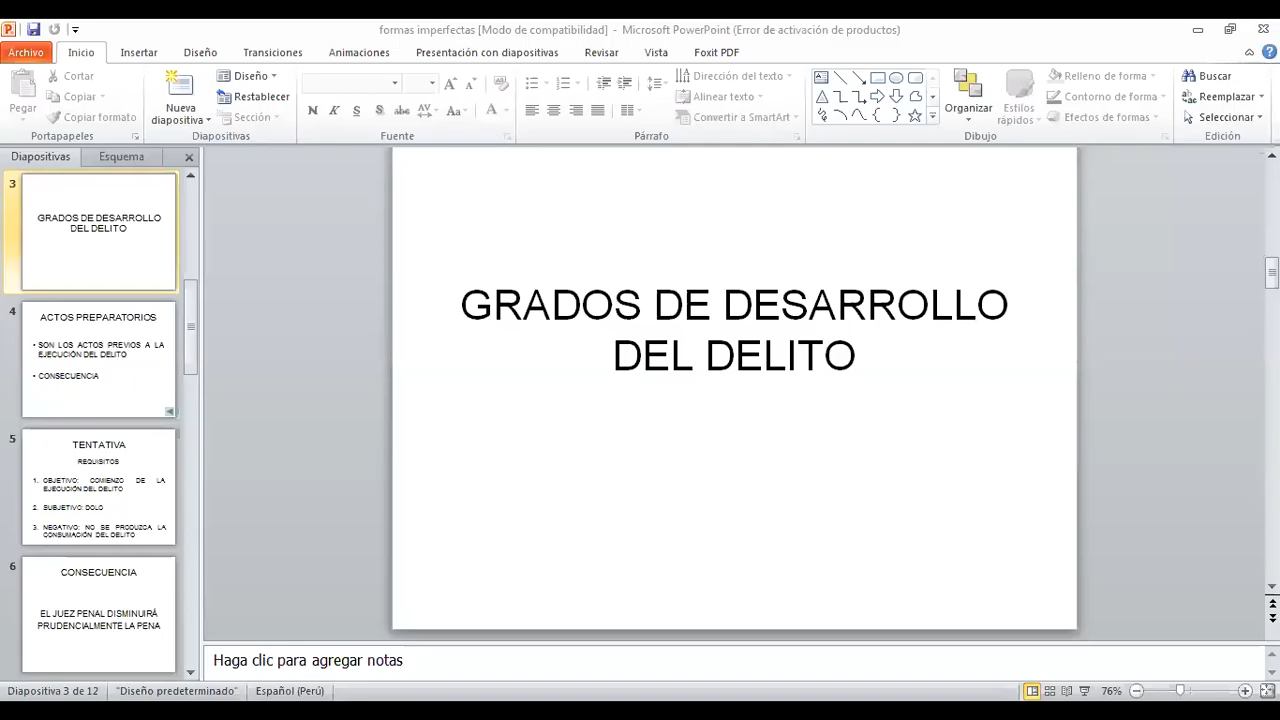 formas imperfectas [Modo de compatibilidad] - Microsoft PowerPoint (Error de activación de productos)
Archivo Inicio Insertar Diseño Transiciones Animaciones Presentación con diapositivas Revisar Vista Foxit PDF
Pegar
Cortar
Copiar
Copiar formato
Portapapeles
Nueva diapositiva
Diseño
Restablecer
Sección
Diapositivas
N K S S abc AV Aa A
Fuente
Párrafo
Dirección del texto
Alinear texto
Convertir a SmartArt
Organizar
Estilos rápidos
Relleno de forma
Contorno de forma
Efectos de formas
Dibujo
Buscar
Reemplazar
Seleccionar
Edición
Diapositivas Esquema
3
GRADOS DE DESARROLLO
DEL DELITO
4
ACTOS PREPARATORIOS
• SON LOS ACTOS PREVIOS A LA
EJECUCIÓN DEL DELITO
• CONSECUENCIA
5
TENTATIVA
REQUISITOS
1. OBJETIVO: COMIENZO DE LA
EJECUCIÓN DEL DELITO
2. SUBJETIVO: DOLO
3. NEGATIVO: NO SE PRODUZCA LA
CONSUMACIÓN DEL DELITO
6
CONSECUENCIA
EL JUEZ PENAL DISMINUIRÁ
PRUDENCIALMENTE LA PENA
GRADOS DE DESARROLLO
DEL DELITO
Haga clic para agregar notas
Diapositiva 3 de 12 "Diseño predeterminado" Español (Perú) 76%